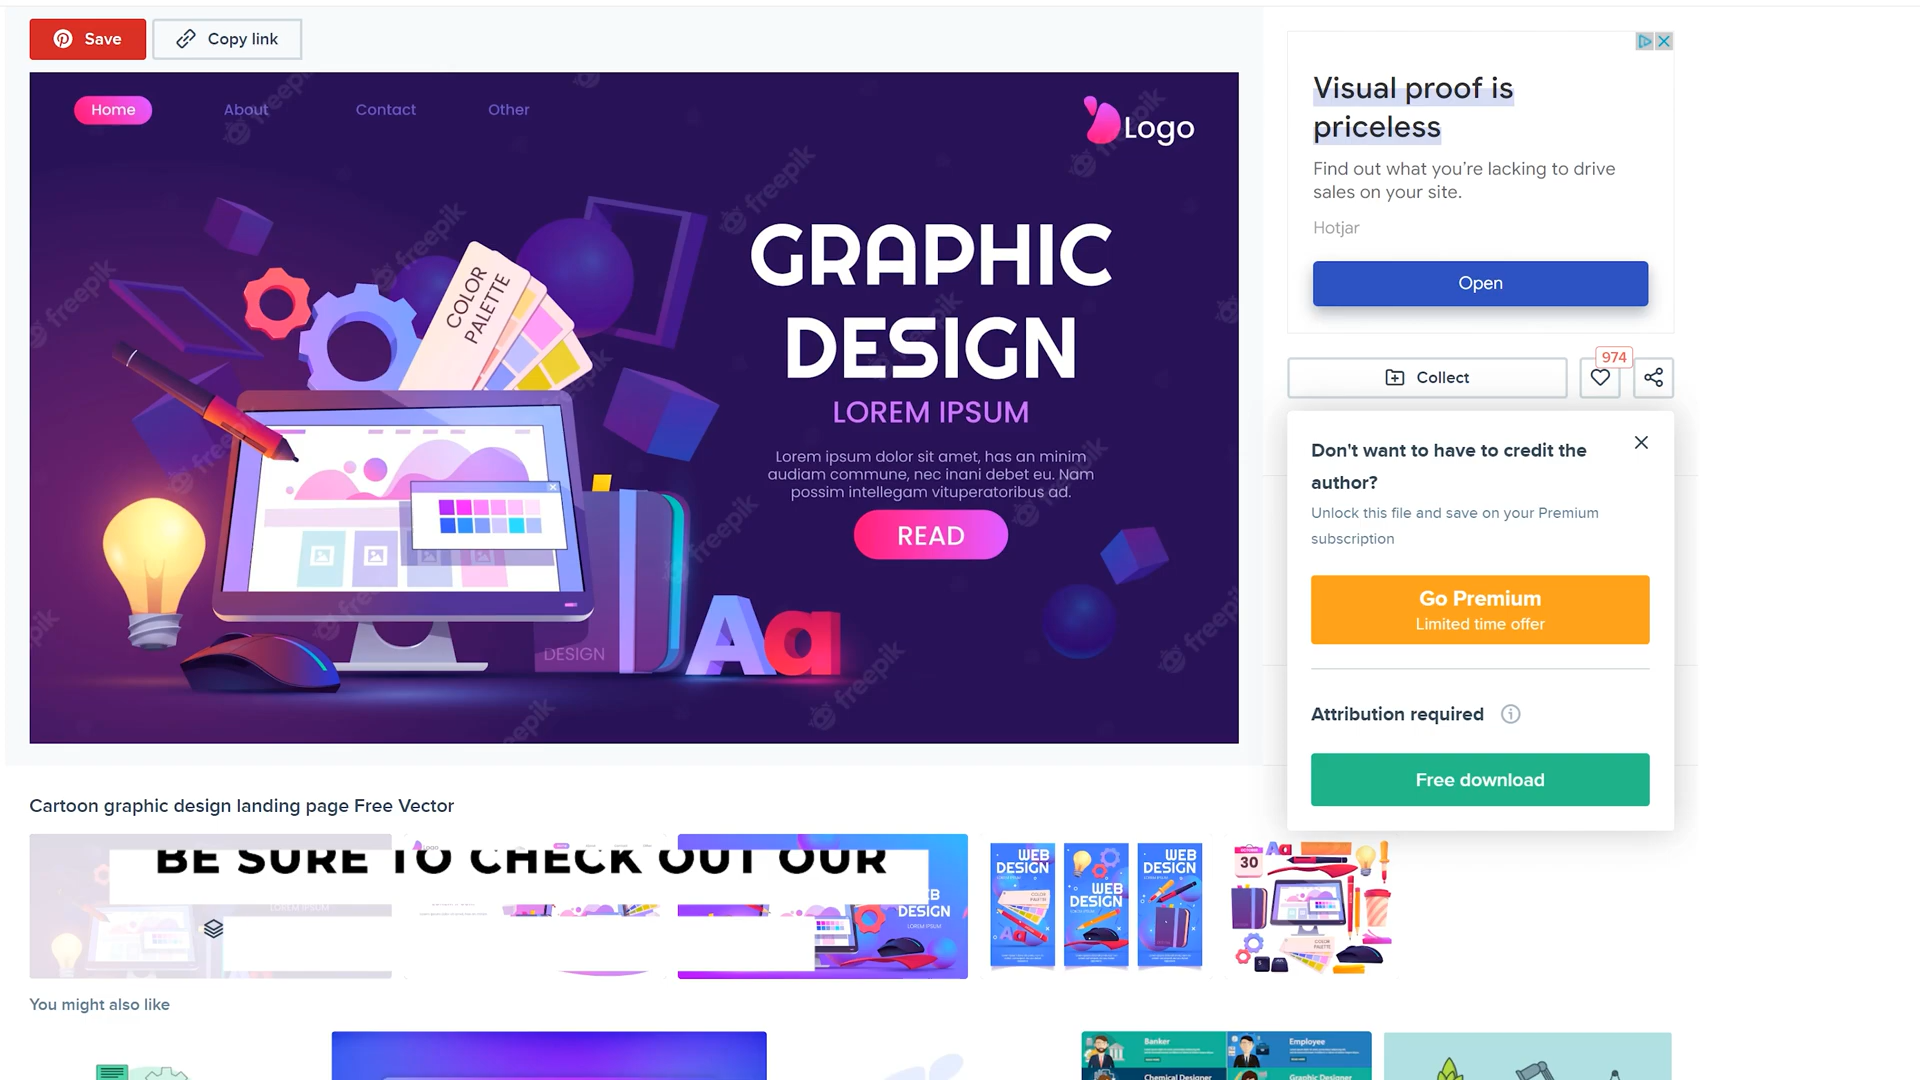 Save
Copy link
Home
About
Contact
Other
Logo
GRAPHIC
DESIGN
LOREM IPSUM
Lorem ipsum dolor sit amet, has an minim
audiam commune, nec inani debet eu. Nam
possim intellegam vituperatoribus ad.
READ
COLOR
PALETTE
DESIGN
Aa
freepik
Visual proof is
priceless
Find out what you’re lacking to drive
sales on your site.
Hotjar
Open
974
Collect
Don't want to have to credit the
author?
Unlock this file and save on your Premium
subscription
Go Premium
Limited time offer
Attribution required
Free download
Cartoon graphic design landing page Free Vector
BE SURE TO CHECK OUT OUR
DESIGN
LOREM IPSUM
WEB
DESIGN
WEB
DESIGN
WEB
DESIGN
30
You might also like
Banker
Employee
Chemical Designer
Graphic Designer